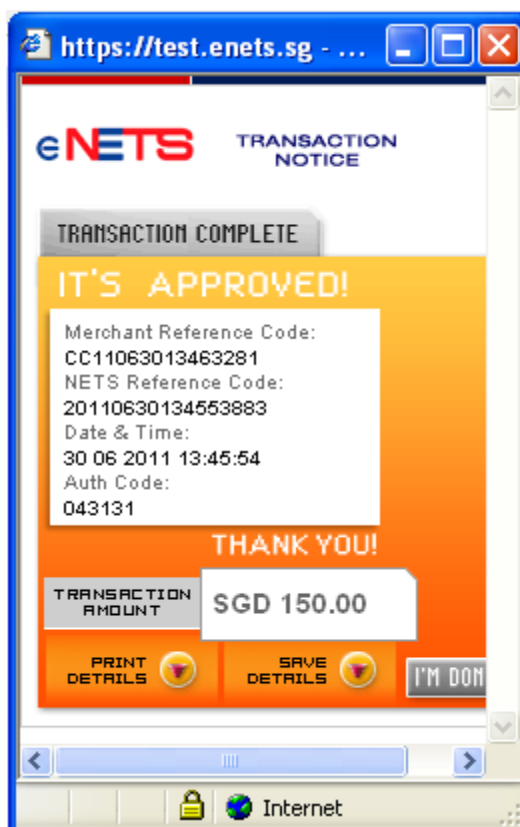 https://test.enets.sg - ...
eNETS
TRANSACTION
NOTICE
TRANSACTION COMPLETE
IT'S APPROVED!
Merchant Reference Code:
CC11063013463281
NETS Reference Code:
20110630134553883
Date & Time:
30 06 2011 13:45:54
Auth Code:
043131
THANK YOU!
TRANSACTION
AMOUNT
SGD 150.00
PRINT
DETAILS
SAVE
DETAILS
I'M DON
Internet